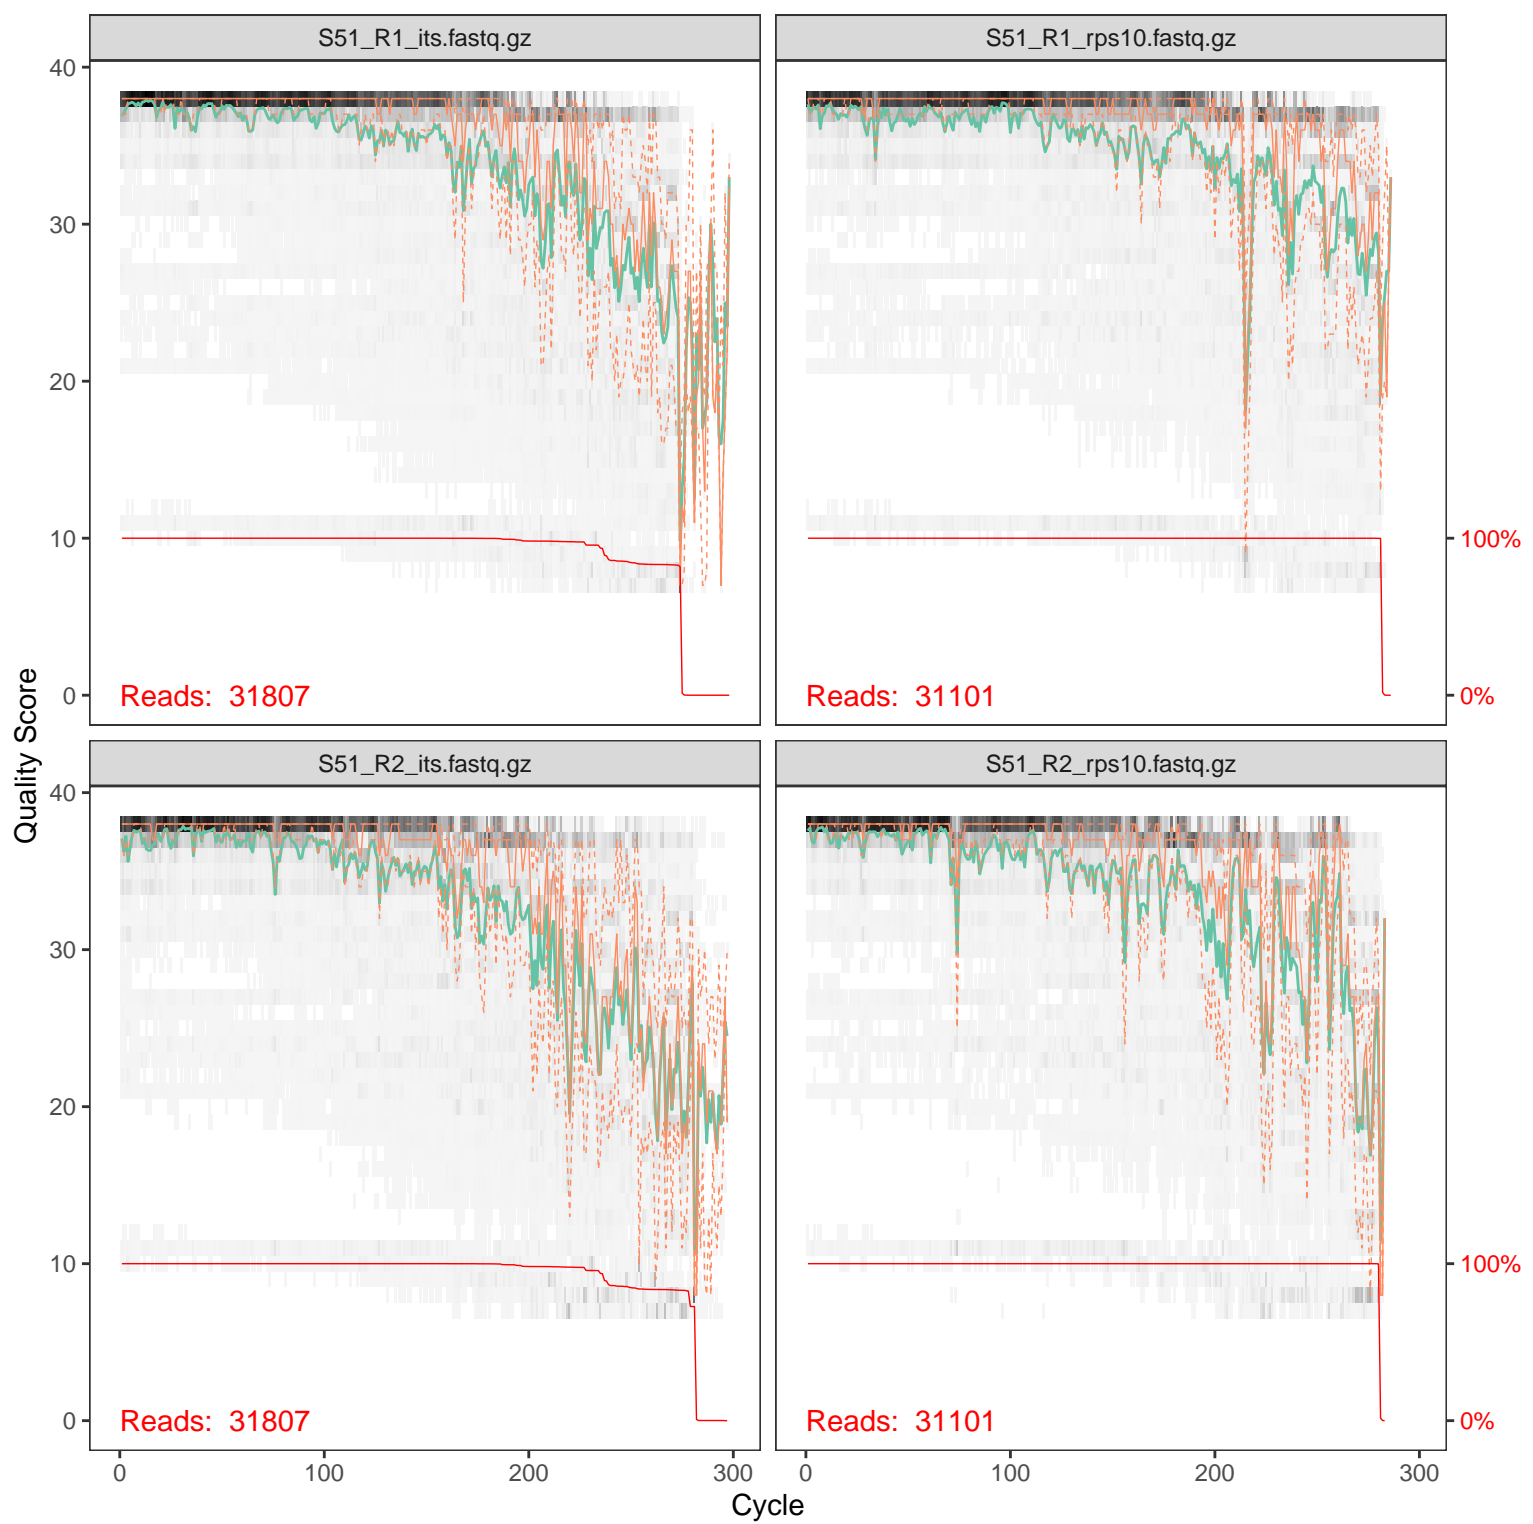 S51_R1_its.fastq.gz
S51_R1_rps10.fastq.gz
40
30
20
10
0
100%
0%
Reads: 31807
Reads: 31101
S51_R2_its.fastq.gz
S51_R2_rps10.fastq.gz
40
30
20
10
0
100%
0%
Reads: 31807
Reads: 31101
0 100 200 300
0 100 200 300
Cycle
Quality Score